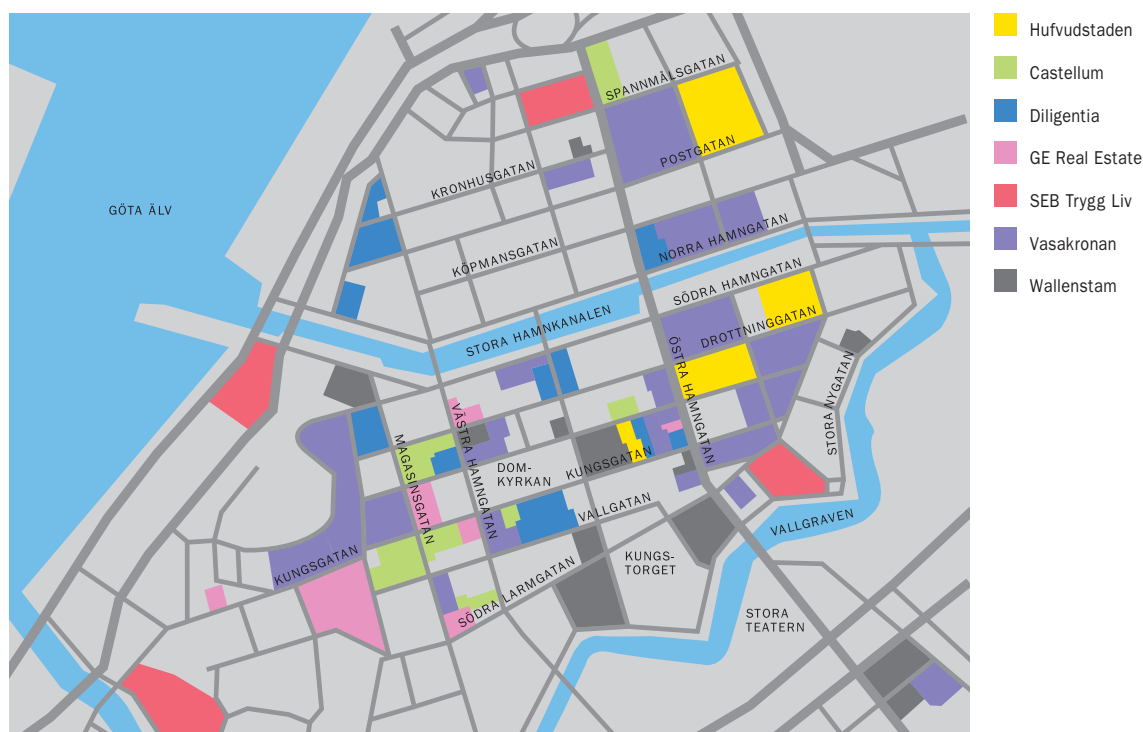 Hufvudstaden
Castellum
Diligentia
GE Real Estate
SEB Trygg Liv
Vasakronan
Wallenstam
SPANNMÅLSGATAN
POSTGATAN
KRONHUSGATAN
GÖTA ÄLV
NORRA HAMNGATAN
KÖPMANSGATAN
SÖDRA HAMNGATAN
STORA HAMNKANALEN
DROTTNINGGATAN
ÖSTRA HAMNGATAN
STORA NYGATAN
VÄSTRA HAMNGATAN
MAGASINSGATAN
DOM-
KYRKAN
KUNGSGATAN
VALLGATAN
VALLGRAVEN
KUNGSGATAN
KUNGS-
TORGET
SÖDRA LARMGATAN
STORA
TEATERN